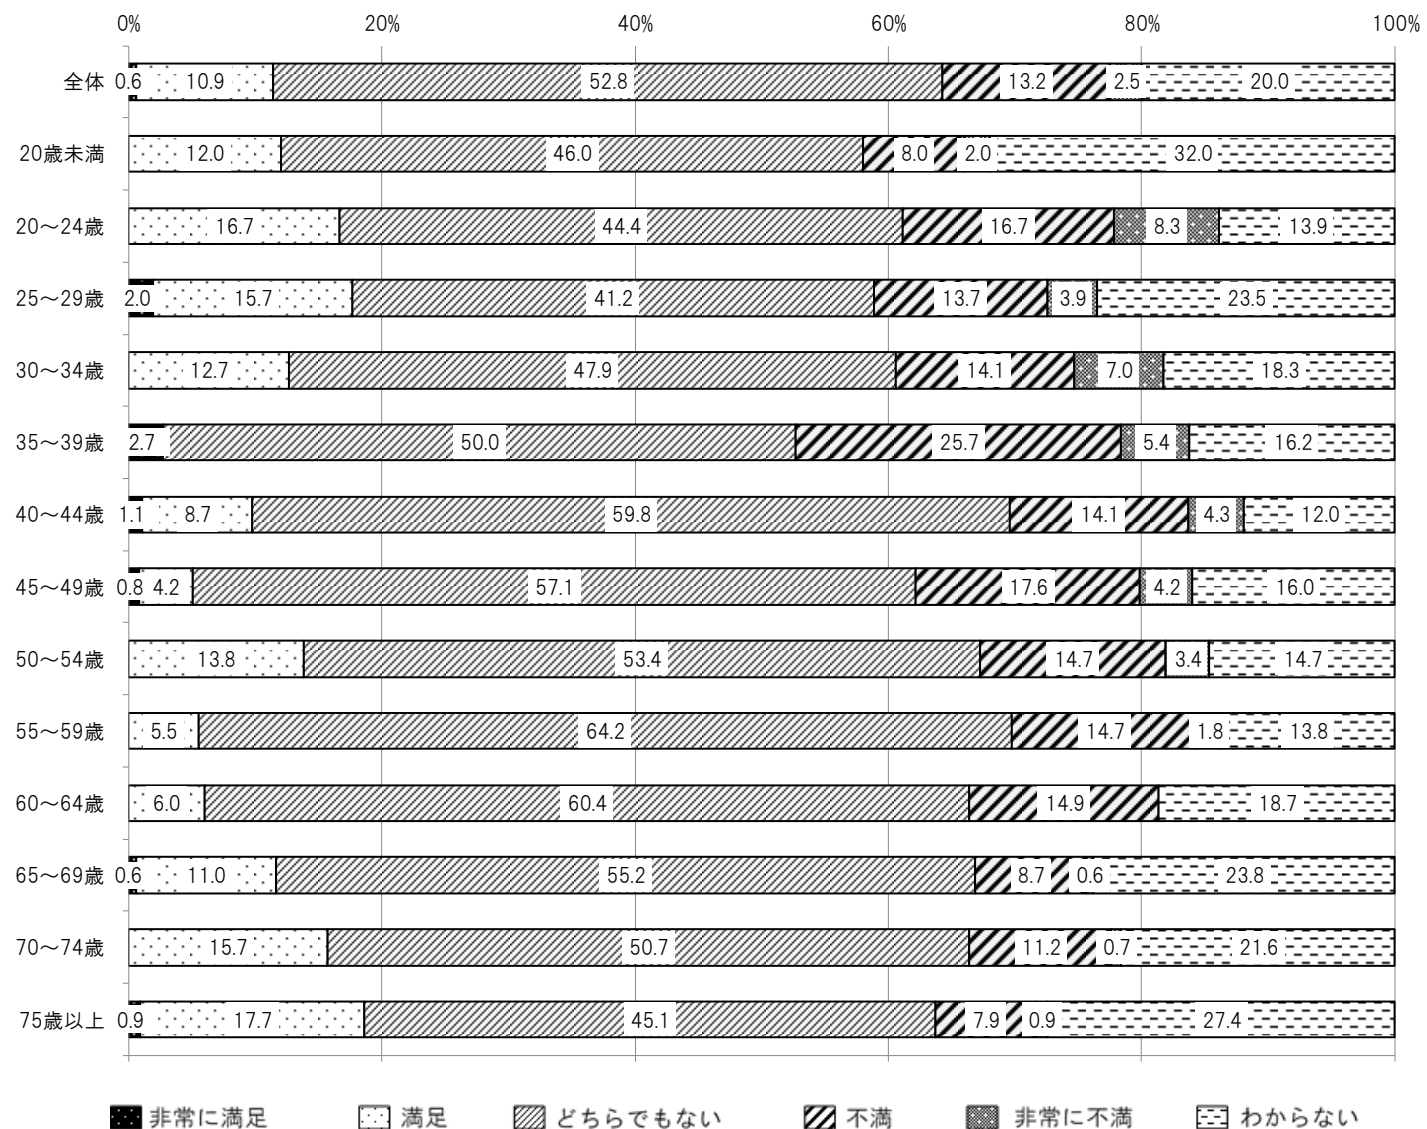 0% 20% 40% 60% 80% 100%
全体 0.6 10.9 52.8 13.2 2.5 20.0
20歳未満 12.0 46.0 8.0 2.0 32.0
20～24歳 16.7 44.4 16.7 8.3 13.9
25～29歳 2.0 15.7 41.2 13.7 3.9 23.5
30～34歳 12.7 47.9 14.1 7.0 18.3
35～39歳 2.7 50.0 25.7 5.4 16.2
40～44歳 1.1 8.7 59.8 14.1 4.3 12.0
45～49歳 0.8 4.2 57.1 17.6 4.2 16.0
50～54歳 13.8 53.4 14.7 3.4 14.7
55～59歳 5.5 64.2 14.7 1.8 13.8
60～64歳 6.0 60.4 14.9 18.7
65～69歳 0.6 11.0 55.2 8.7 0.6 23.8
70～74歳 15.7 50.7 11.2 0.7 21.6
75歳以上 0.9 17.7 45.1 7.9 0.9 27.4
非常に満足 満足 どちらでもない 不満 非常に不満 わからない